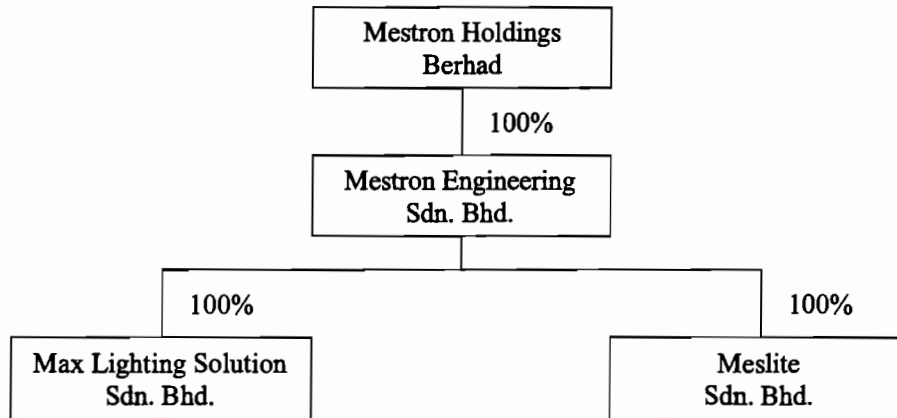 Mestron Holdings
Berhad
100%
Mestron Engineering
Sdn. Bhd.
100%
100%
Max Lighting Solution
Sdn. Bhd.
Meslite
Sdn. Bhd.